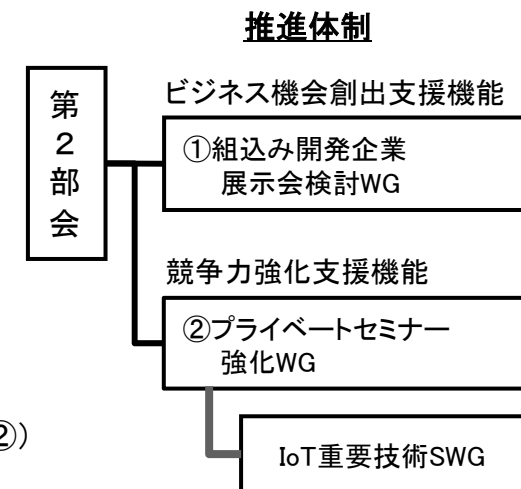 推進体制
第
２
部
会
ビジネス機会創出支援機能
①組込み開発企業
展示会検討WG
競争力強化支援機能
②プライベートセミナー
強化WG
②）
IoT重要技術SWG